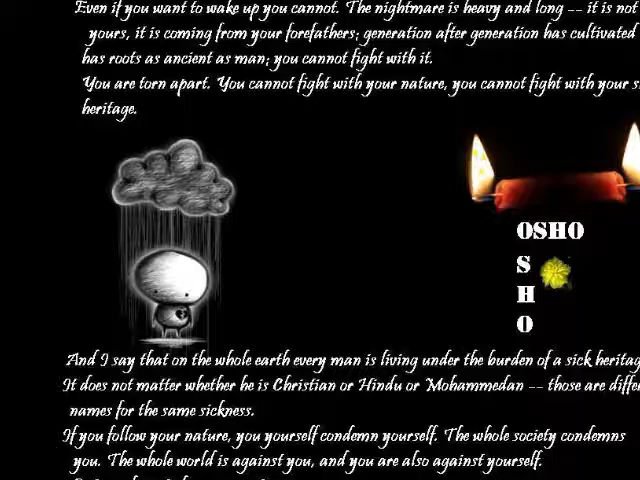 Even if you want to wake up you cannot. The nightmare is heavy and long -- it is not
yours, it is coming from your forefathers; generation after generation has cultivated
has roots as ancient as man; you cannot fight with it.
You are torn apart. You cannot fight with your nature, you cannot fight with your
heritage.
OSHO
S
H
O
And I say that on the whole earth every man is living under the burden of a sick
It does not matter whether he is Christian or Hindu or Mohammedan -- those are
names for the same sickness.
If you follow your nature, you yourself condemn yourself. The whole society condemns
you. The whole world is against you, and you are also against yourself.